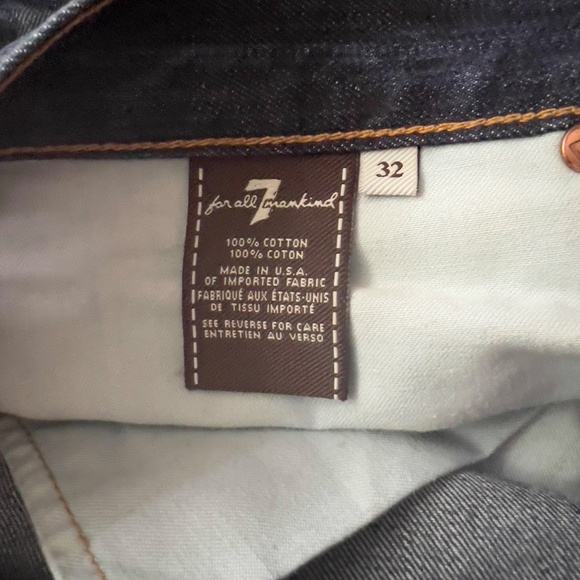 for all 7 mankind
32
100% COTTON
100% COTON
MADE IN U.S.A.
OF IMPORTED FABRIC
FABRIQUÉ AUX ÉTATS-UNIS
DE TISSU IMPORTÉ
SEE REVERSE FOR CARE
ENTRETIEN AU VERSO